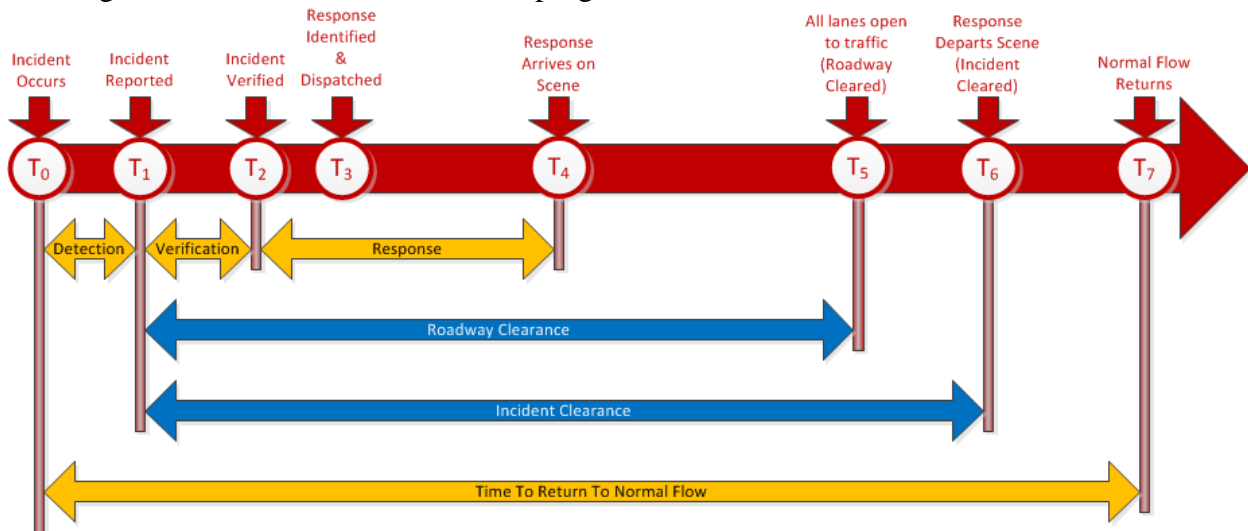 Response
Identified
&
Dispatched
All lanes open
to traffic
(Roadway
Cleared)
Response
Departs Scene
(Incident
Cleared)
Incident
Occurs
Incident
Reported
Incident
Verified
Response
Arrives on
Scene
Normal Flow
Returns
T₀
T₁
T₂
T₃
T₄
T₅
T₆
T₇
Detection
Verification
Response
Roadway Clearance
Incident Clearance
Time To Return To Normal Flow